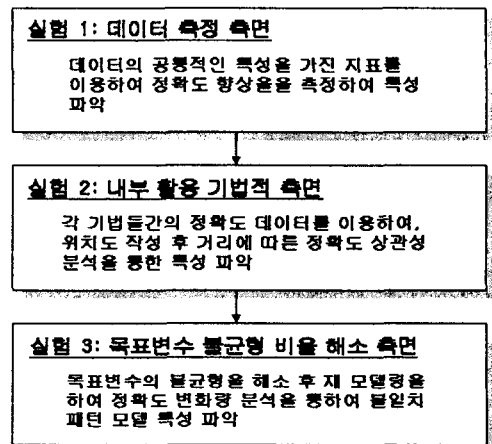 실험 1: 데이터 측정 측면
데이터의 공통적인 특성을 가진 지표를
이용하여 정확도 향상율을 측정하여 특성
파악
실험 2: 내부 활용 기법적 측면
각 기법들간의 정확도 데이터를 이용하여,
위치도 작성 후 거리에 따른 정확도 상관성
분석을 통한 특성 파악
실험 3: 목표변수 불균형 비율 해소 측면
목표변수의 불균형을 해소 후 재 모델링을
하여 정확도 변화량 분석을 통하여 불일치
패턴 모델 특성 파악